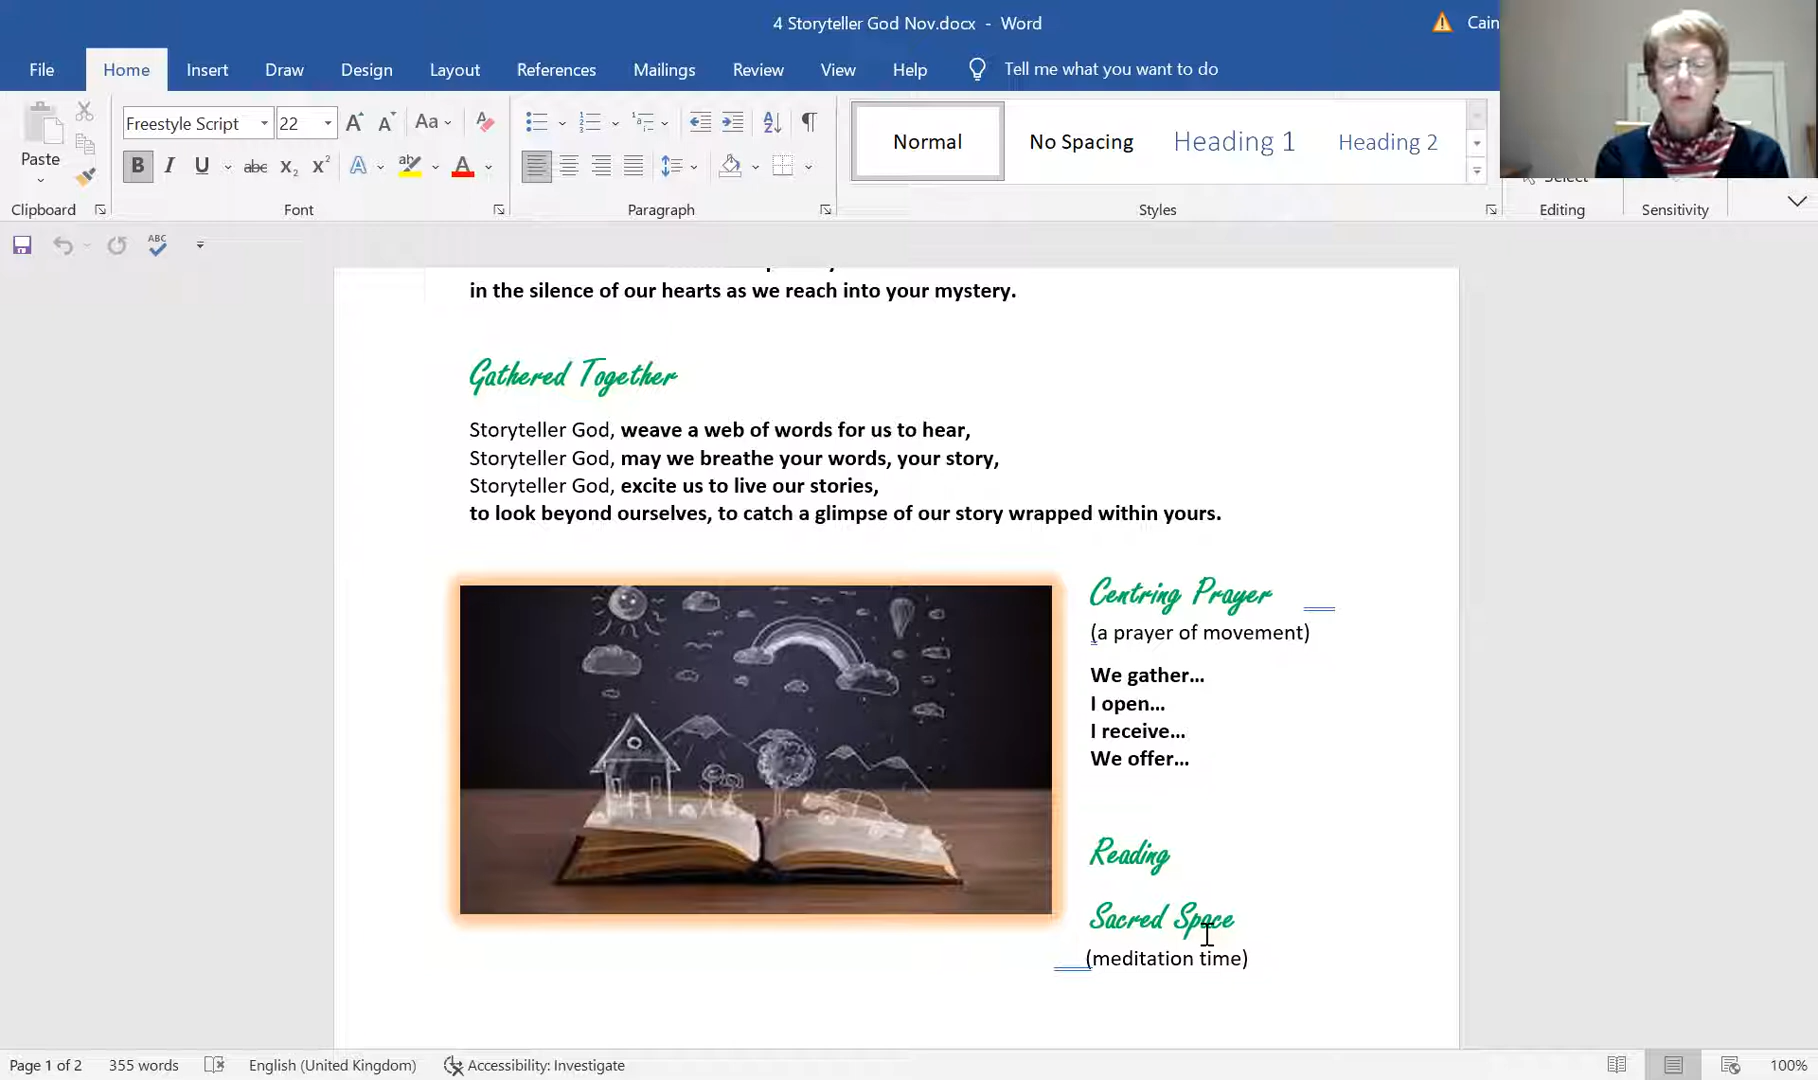 4 Storyteller God Nov.docx - Word
Cain
File Home Insert Draw Design Layout References Mailings Review View Help Tell me what you want to do
Paste
Freestyle Script 22
Aa
B I U abc X₂ X²
A
A
Normal
No Spacing
Heading 1
Heading 2
Select
Clipboard Font Paragraph Styles Editing Sensitivity
ABC
in the silence of our hearts as we reach into your mystery.
Gathered Together
Storyteller God, weave a web of words for us to hear,
Storyteller God, may we breathe your words, your story,
Storyteller God, excite us to live our stories,
to look beyond ourselves, to catch a glimpse of our story wrapped within yours.
Centring Prayer
(a prayer of movement)
We gather...
I open...
I receive...
We offer...
Reading
Sacred Space
(meditation time)
Page 1 of 2 355 words English (United Kingdom) Accessibility: Investigate 100%